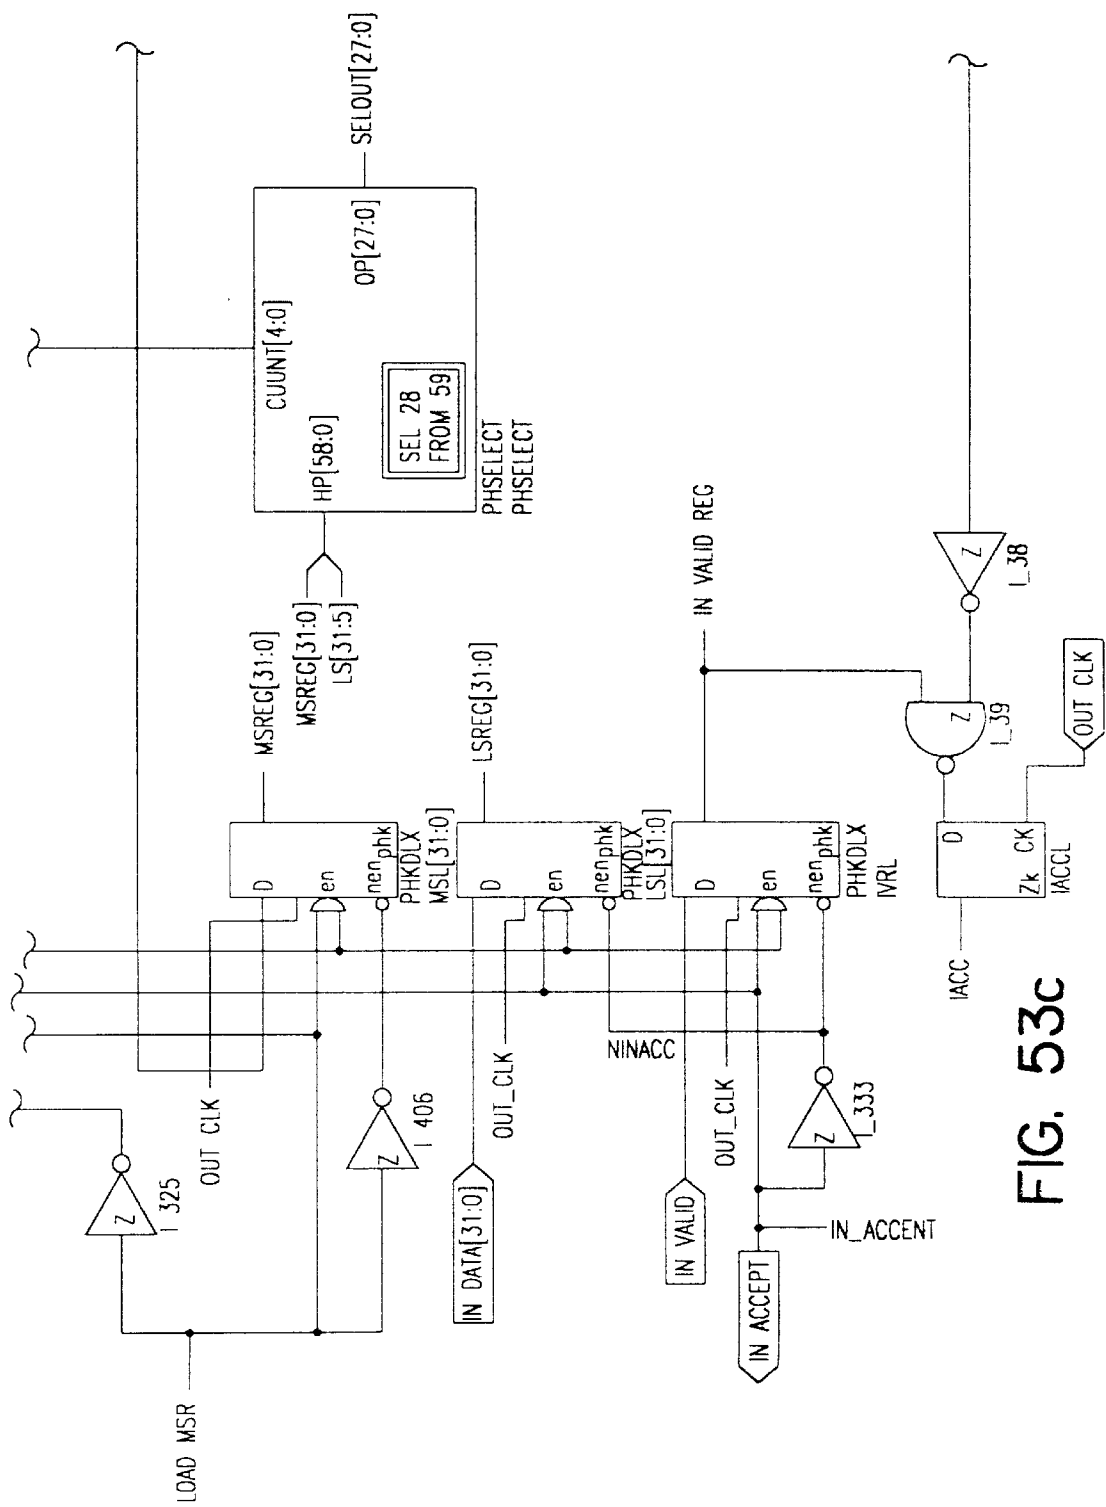 LOAD MSR
I_325
Z
I_406
Z
OUT CLK
D
en
nen
phk
PHKDLX
MSL[31:0]
MSREG[31:0]
MSREG[31:0]
LS[31:5]
HP[58:0]
CUUNT[4:0]
OP[27:0]
SELOUT[27:0]
SEL 28
FROM 59
PHSELECT
PHSELECT
IN DATA[31:0]
OUT_CLK
D
en
nen
phk
PHKDLX
LSL[31:0]
LSREG[31:0]
NINACC
IN VALID
OUT_CLK
D
en
nen
phk
PHKDLX
IVRL
IN VALID REG
IN ACCEPT
IN_ACCENT
Z
I_333
Z
I_38
Z
I_39
IACC
D
Zk
CK
IACCL
OUT CLK
FIG. 53c